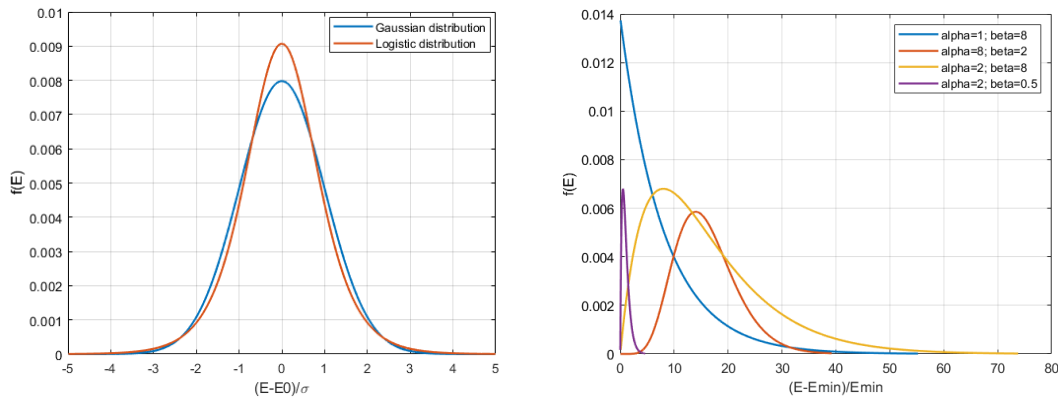 0.01
0.009
0.008
0.007
0.006
0.005
0.004
0.003
0.002
0.001
0
f(E)
Gaussian distribution
Logistic distribution
-5 -4 -3 -2 -1 0 1 2 3 4 5
(E-E0)/σ
0.014
0.012
0.01
0.008
0.006
0.004
0.002
0
f(E)
alpha=1; beta=8
alpha=8; beta=2
alpha=2; beta=8
alpha=2; beta=0.5
0 10 20 30 40 50 60 70 80
(E-Emin)/Emin